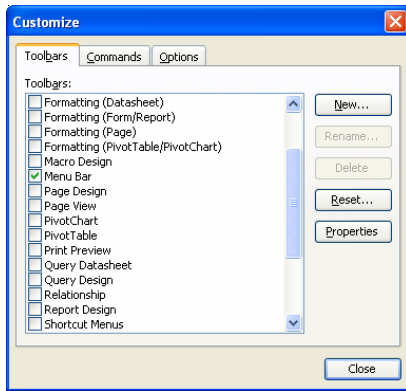 Customize
Toolbars Commands Options
Toolbars:
Formatting (Datasheet)
Formatting (Form/Report)
Formatting (Page)
Formatting (PivotTable/PivotChart)
Macro Design
Menu Bar
Page Design
Page View
PivotChart
PivotTable
Print Preview
Query Datasheet
Query Design
Relationship
Report Design
Shortcut Menus
New...
Rename...
Delete
Reset...
Properties
Close